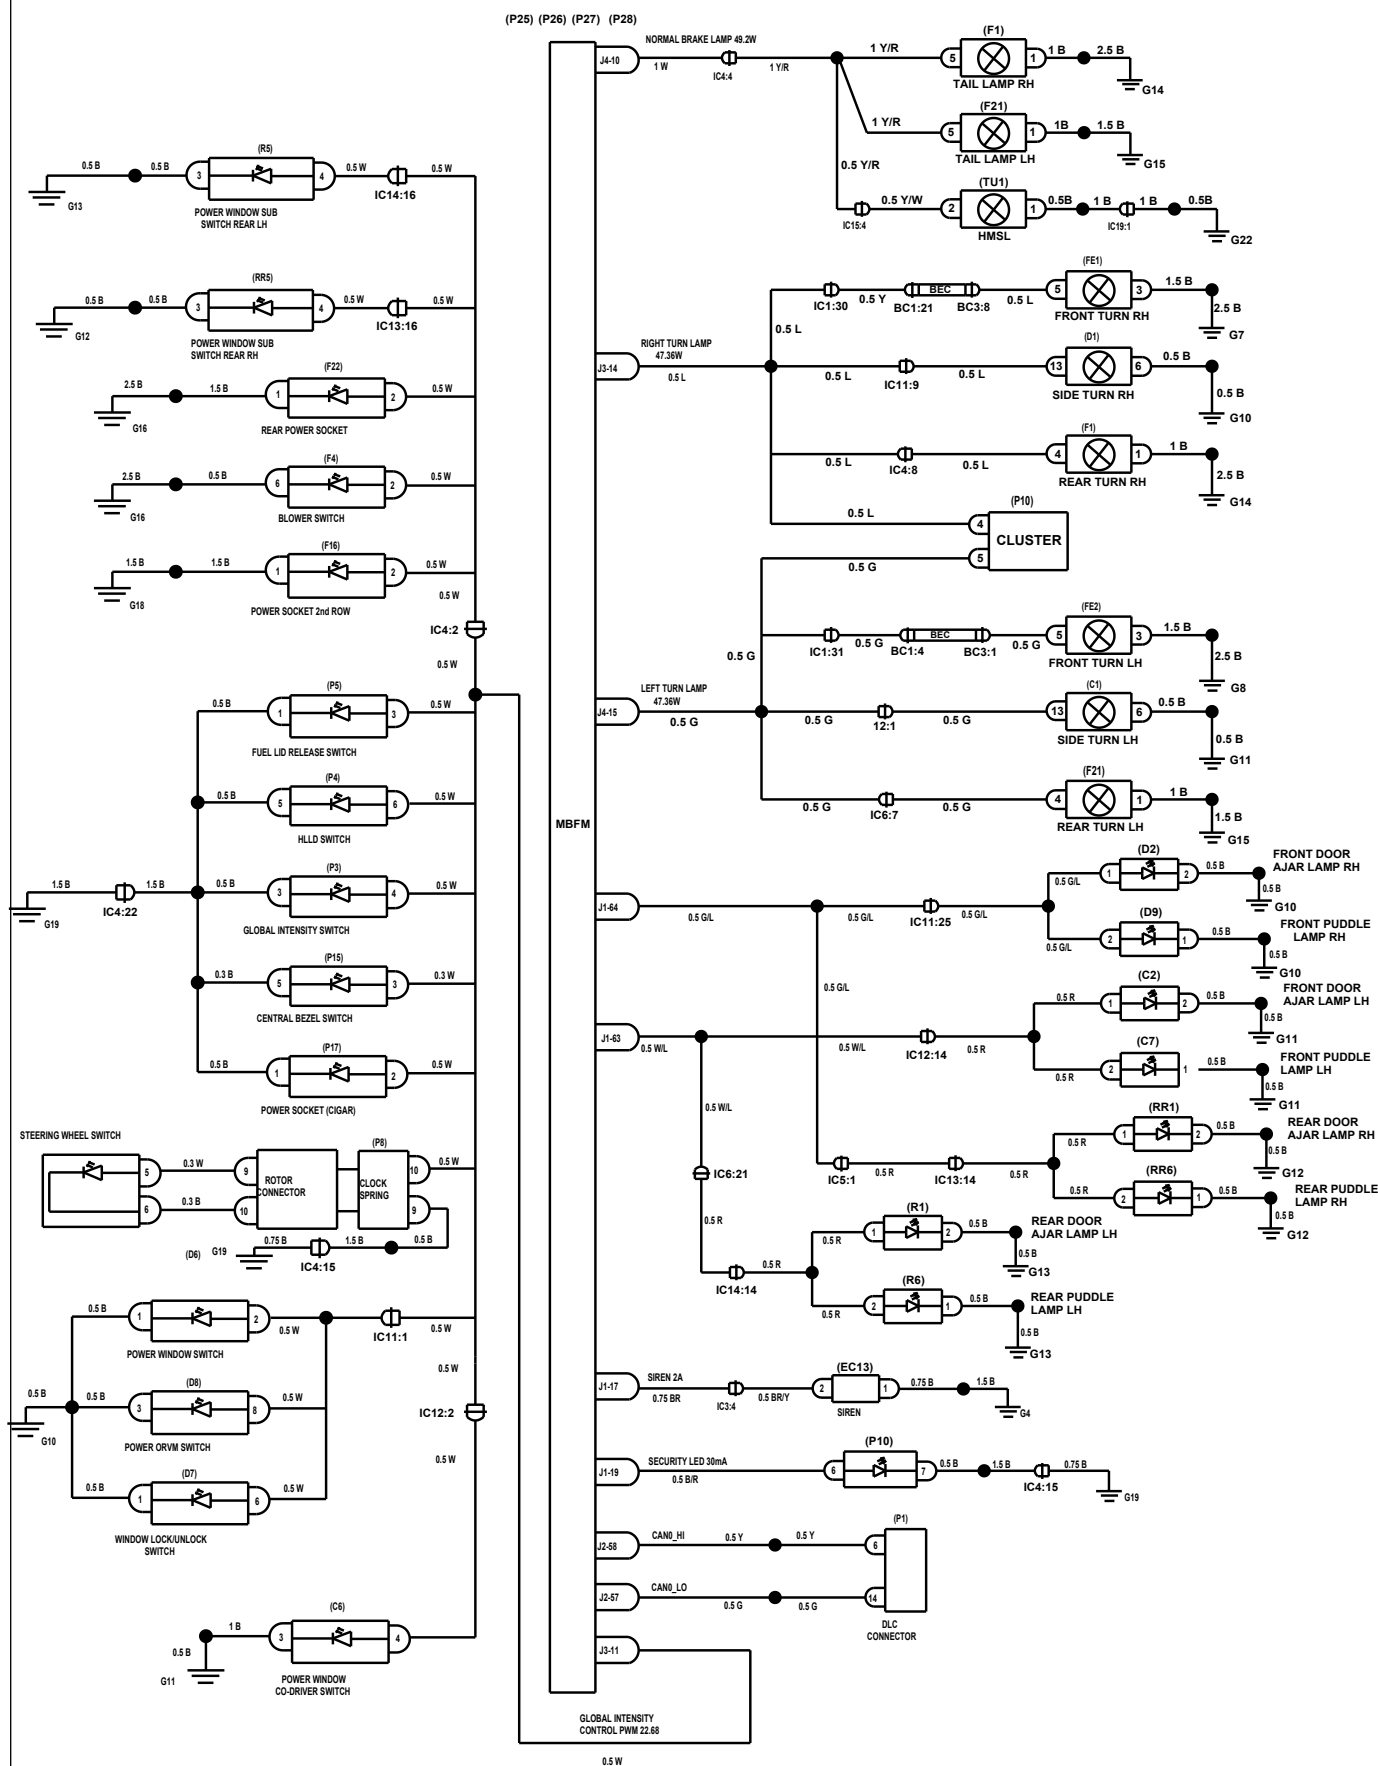 (P25) (P26) (P27) (P28)
MBFM
J4-10
NORMAL BRAKE LAMP 49.2W
1 W
IC4:4
1 Y/R
1 Y/R
(F1)
5
1
TAIL LAMP RH
1 B
2.5 B
G14
1 Y/R
(F21)
5
1
TAIL LAMP LH
1B
1.5 B
G15
0.5 Y/R
IC15:4
0.5 Y/W
(TU1)
2
1
HMSL
0.5B
1 B
IC19:1
1 B
0.5B
G22
J3-14
RIGHT TURN LAMP
47.36W
0.5 L
0.5 L
IC1:30
0.5 Y
BEC
BC1:21
BC3:8
0.5 L
(FE1)
5
3
FRONT TURN RH
1.5 B
2.5 B
G7
0.5 L
IC11:9
0.5 L
(D1)
13
6
SIDE TURN RH
0.5 B
0.5 B
G10
0.5 L
IC4:8
0.5 L
(F1)
4
1
REAR TURN RH
1 B
2.5 B
G14
0.5 L
(P10)
4
CLUSTER
5
0.5 G
J4-15
LEFT TURN LAMP
47.36W
0.5 G
0.5 G
IC1:31
0.5 G
BEC
BC1:4
BC3:1
0.5 G
(FE2)
5
3
FRONT TURN LH
1.5 B
2.5 B
G8
0.5 G
12:1
0.5 G
(C1)
13
6
SIDE TURN LH
0.5 B
0.5 B
G11
0.5 G
IC6:7
0.5 G
(F21)
4
1
REAR TURN LH
1 B
1.5 B
G15
J1-64
0.5 G/L
0.5 G/L
IC11:25
0.5 G/L
0.5 G/L
(D2)
1
2
0.5 B
FRONT DOOR
AJAR LAMP RH
0.5 B
G10
0.5 G/L
(D9)
2
1
0.5 B
FRONT PUDDLE
LAMP RH
0.5 B
G10
0.5 G/L
J1-63
0.5 W/L
0.5 W/L
IC12:14
0.5 R
0.5 R
(C2)
1
2
0.5 B
FRONT DOOR
AJAR LAMP LH
0.5 B
G11
0.5 R
(C7)
2
1
0.5 B
FRONT PUDDLE
LAMP LH
0.5 B
G11
IC5:1
0.5 R
IC13:14
0.5 R
0.5 R
(RR1)
1
2
0.5 B
REAR DOOR
AJAR LAMP RH
0.5 B
G12
0.5 R
(RR6)
2
1
0.5 B
REAR PUDDLE
LAMP RH
0.5 B
G12
0.5 W/L
IC6:21
0.5 R
IC14:14
0.5 R
0.5 R
(R1)
1
2
0.5 B
REAR DOOR
AJAR LAMP LH
0.5 B
G13
0.5 R
(R6)
2
1
0.5 B
REAR PUDDLE
LAMP LH
0.5 B
G13
J1-17
SIREN 2A
0.75 BR
IC3:4
0.5 BR/Y
(EC13)
2
1
SIREN
0.75 B
1.5 B
G4
J1-19
SECURITY LED 30mA
0.5 B/R
(P10)
6
7
0.5 B
1.5 B
IC4:15
0.75 B
G19
J2-58
CAN0_HI
0.5 Y
0.5 Y
(P1)
6
J2-57
CAN0_LO
0.5 G
0.5 G
14
DLC
CONNECTOR
J3-11
GLOBAL INTENSITY
CONTROL PWM 22.68
0.5 W
0.5 B
G13
0.5 B
(R5)
3
4
POWER WINDOW SUB
SWITCH REAR LH
0.5 W
IC14:16
0.5 W
0.5 B
G12
0.5 B
(RR5)
3
4
POWER WINDOW SUB
SWITCH REAR RH
0.5 W
IC13:16
0.5 W
2.5 B
G16
1.5 B
(F22)
1
2
REAR POWER SOCKET
0.5 W
2.5 B
G16
0.5 B
(F4)
6
2
BLOWER SWITCH
0.5 W
1.5 B
G18
1.5 B
(F16)
1
2
POWER SOCKET 2nd ROW
0.5 W
0.5 W
IC4:2
0.5 W
0.5 B
(P5)
1
3
FUEL LID RELEASE SWITCH
0.5 W
0.5 B
(P4)
5
6
HLLD SWITCH
0.5 W
1.5 B
G19
IC4:22
1.5 B
0.5 B
(P3)
3
4
GLOBAL INTENSITY SWITCH
0.5 W
0.3 B
(P15)
5
3
CENTRAL BEZEL SWITCH
0.3 W
0.5 B
(P17)
1
2
POWER SOCKET (CIGAR)
0.5 W
STEERING WHEEL SWITCH
5
0.3 W
9
6
0.3 B
10
ROTOR
CONNECTOR
(P8)
CLOCK
SPRING
10
0.5 W
9
(D6)
G19
0.75 B
IC4:15
1.5 B
0.5 B
0.5 B
1
2
POWER WINDOW SWITCH
0.5 W
IC11:1
0.5 W
0.5 W
0.5 B
G10
0.5 B
(D8)
3
8
POWER ORVM SWITCH
0.5 W
IC12:2
0.5 W
0.5 B
(D7)
1
6
WINDOW LOCK/UNLOCK
SWITCH
0.5 W
1 B
0.5 B
G11
(C6)
3
4
POWER WINDOW
CO-DRIVER SWITCH